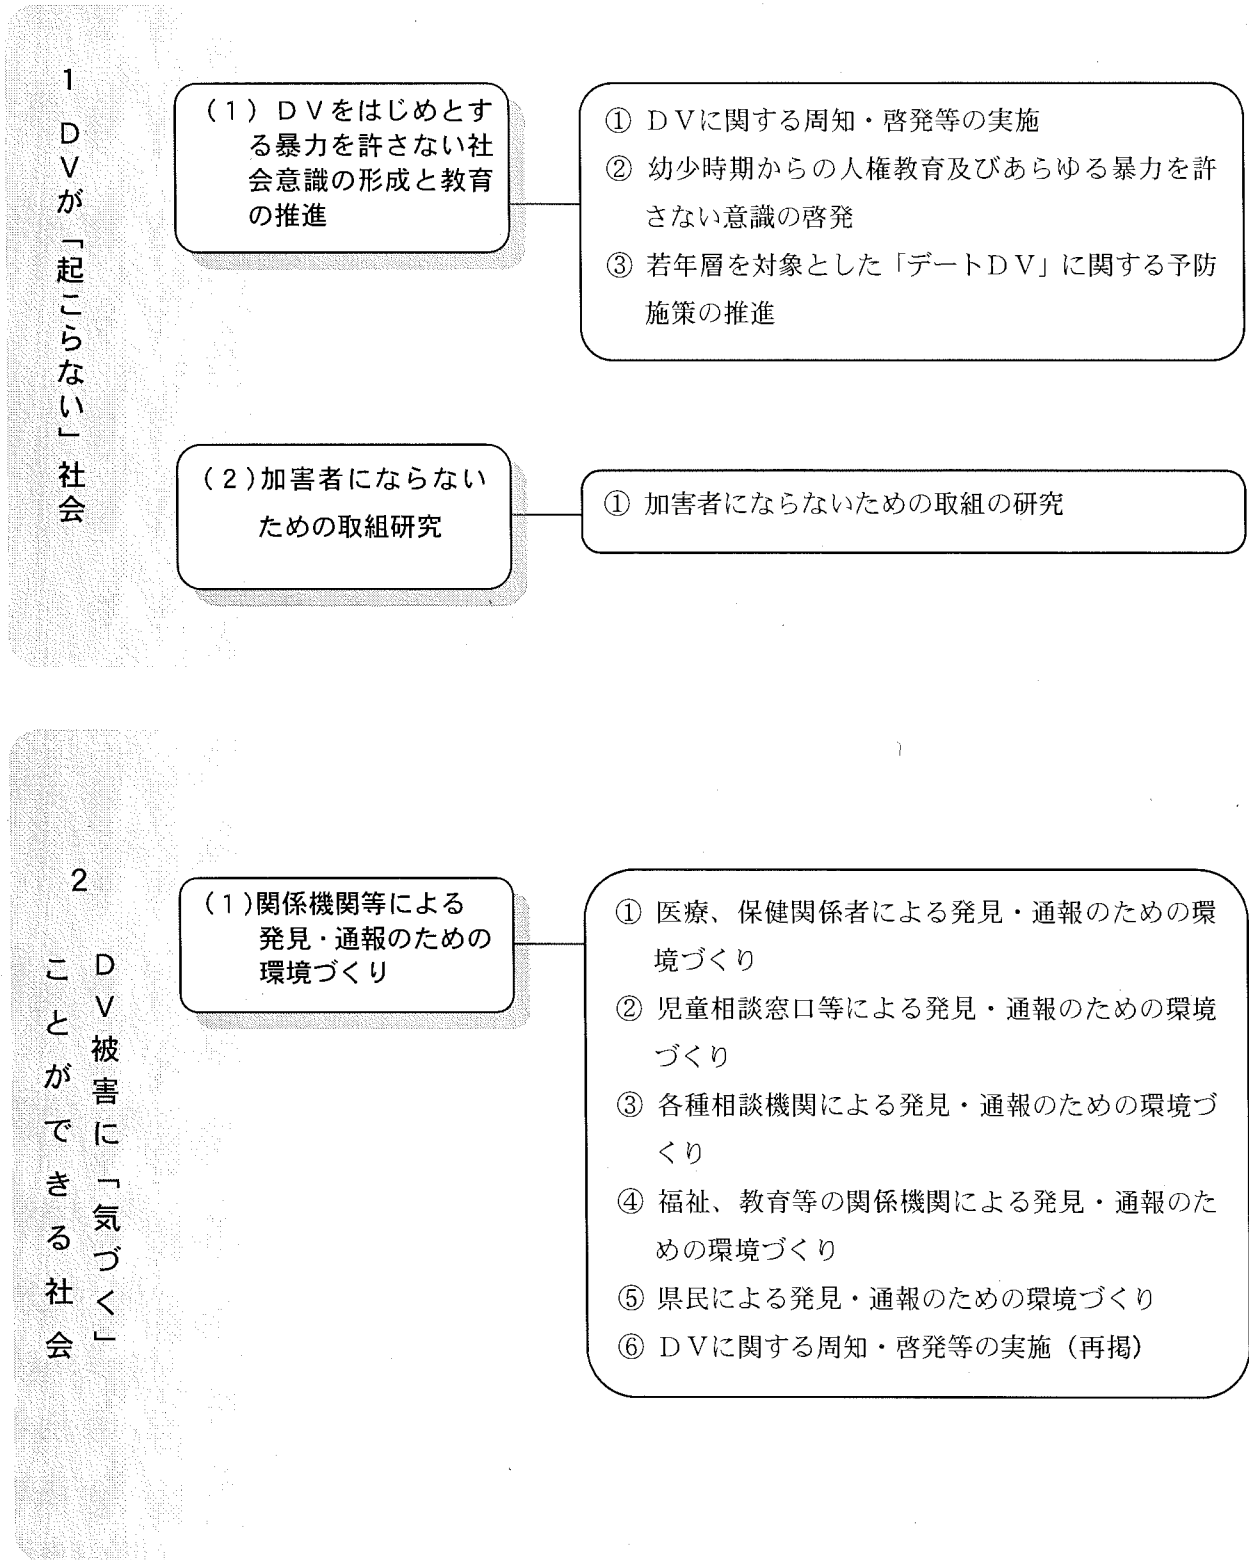 1 DVが「起こらない」社会
(1) DVをはじめとす
る暴力を許さない社
会意識の形成と教育
の推進
① DVに関する周知・啓発等の実施
② 幼少時期からの人権教育及びあらゆる暴力を許
さない意識の啓発
③ 若年層を対象とした「デートDV」に関する予防
施策の推進
(2)加害者にならない
ための取組研究
① 加害者にならないための取組の研究
2 DV被害に「気づく」
ことができる社会
(1)関係機関等による
発見・通報のための
環境づくり
① 医療、保健関係者による発見・通報のための環
境づくり
② 児童相談窓口等による発見・通報のための環境
づくり
③ 各種相談機関による発見・通報のための環境づ
くり
④ 福祉、教育等の関係機関による発見・通報のた
めの環境づくり
⑤ 県民による発見・通報のための環境づくり
⑥ DVに関する周知・啓発等の実施（再掲）